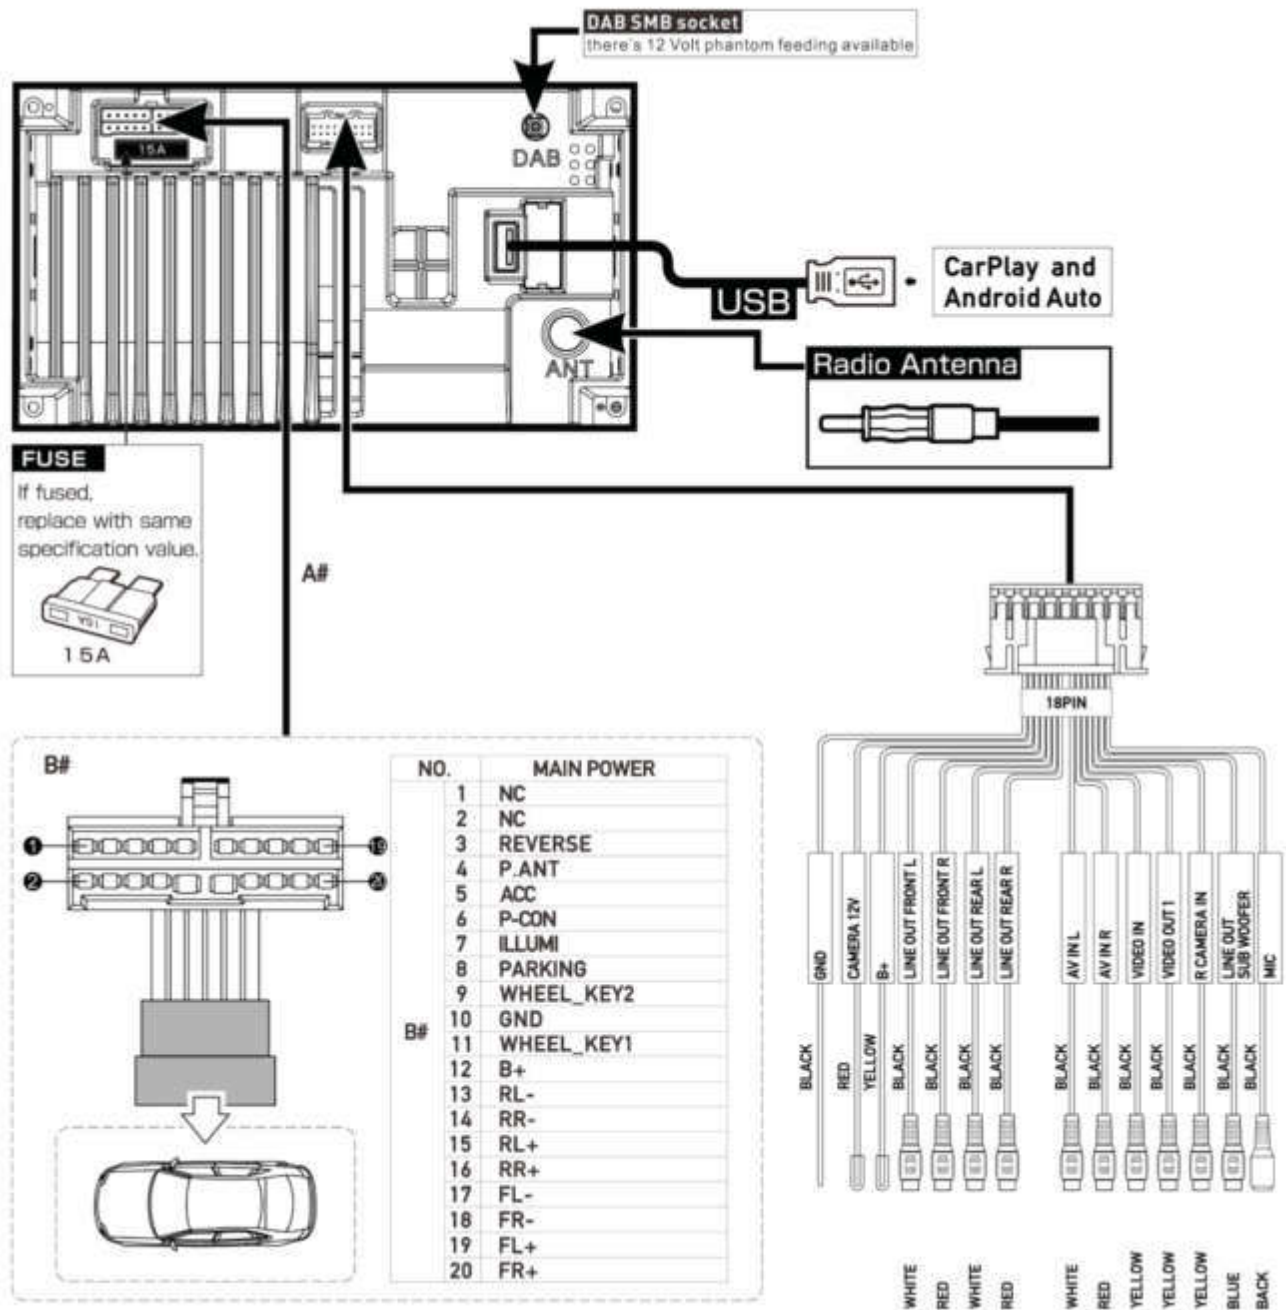 DAB SMB socket
there's 12 Volt phantom feeding available
15A
DAB
USB
CarPlay and
Android Auto
ANT
Radio Antenna
FUSE
If fused,
replace with same
specification value.
15A
15A
A#
18PIN
B#
1
19
2
20
NO. MAIN POWER
B#
1 NC
2 NC
3 REVERSE
4 P.ANT
5 ACC
6 P-CON
7 ILLUMI
8 PARKING
9 WHEEL_KEY2
10 GND
11 WHEEL_KEY1
12 B+
13 RL-
14 RR-
15 RL+
16 RR+
17 FL-
18 FR-
19 FL+
20 FR+
GND
CAMERA 12V
B+
LINE OUT FRONT L
LINE OUT FRONT R
LINE OUT REAR L
LINE OUT REAR R
AV IN L
AV IN R
VIDEO IN
VIDEO OUT 1
R CAMERA IN
LINE OUT
SUB WOOFER
MIC
BLACK
RED
YELLOW
BLACK
BLACK
BLACK
BLACK
BLACK
BLACK
BLACK
BLACK
BLACK
BLACK
BLACK
WHITE
RED
WHITE
RED
WHITE
RED
YELLOW
YELLOW
YELLOW
BLUE
BACK